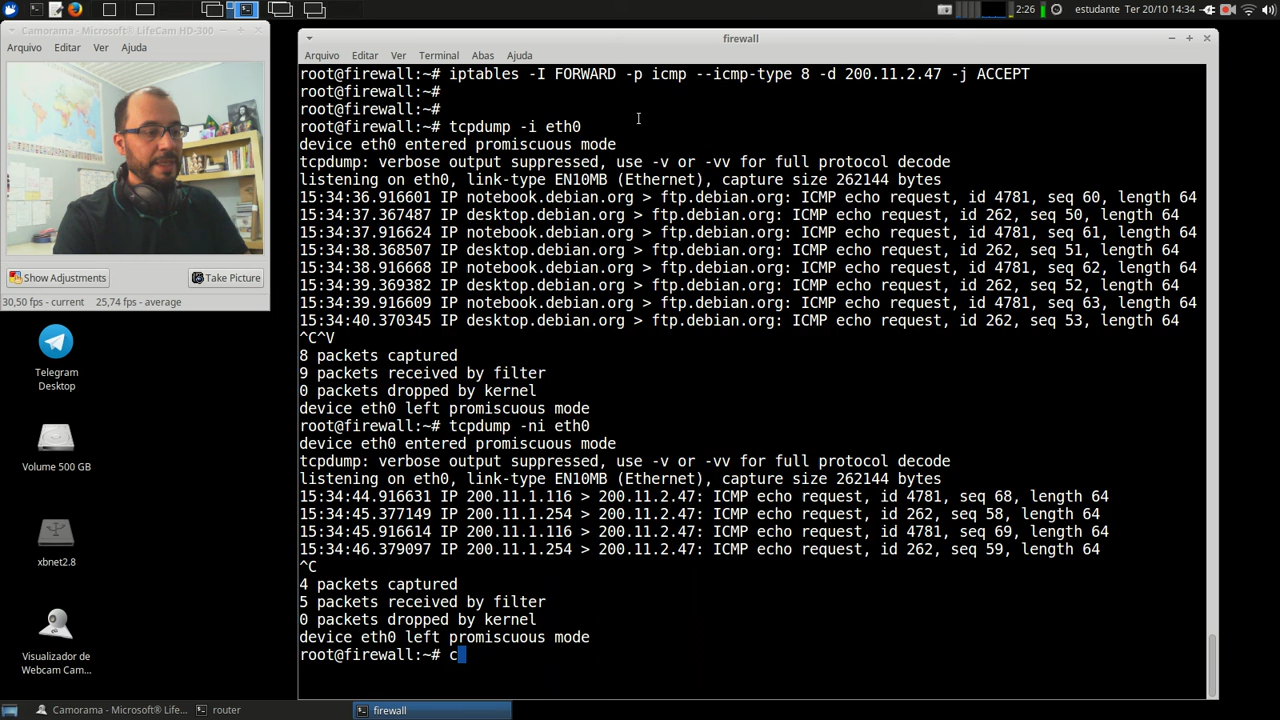 estudante Ter 20/10 14:34
2:26
Camorama - Microsoft® LifeCam HD-300
Arquivo Editar Ver Ajuda
Show Adjustments
Take Picture
30,50 fps - current 25,74 fps - average
Telegram
Desktop
Volume 500 GB
xbnet2.8
Visualizador de
Webcam Cam...
firewall
Arquivo Editar Ver Terminal Abas Ajuda
root@firewall:~# iptables -I FORWARD -p icmp --icmp-type 8 -d 200.11.2.47 -j ACCEPT
root@firewall:~#
root@firewall:~#
root@firewall:~# tcpdump -i eth0
device eth0 entered promiscuous mode
tcpdump: verbose output suppressed, use -v or -vv for full protocol decode
listening on eth0, link-type EN10MB (Ethernet), capture size 262144 bytes
15:34:36.916601 IP notebook.debian.org > ftp.debian.org: ICMP echo request, id 4781, seq 60, length 64
15:34:37.367487 IP desktop.debian.org > ftp.debian.org: ICMP echo request, id 262, seq 50, length 64
15:34:37.916624 IP notebook.debian.org > ftp.debian.org: ICMP echo request, id 4781, seq 61, length 64
15:34:38.368507 IP desktop.debian.org > ftp.debian.org: ICMP echo request, id 262, seq 51, length 64
15:34:38.916668 IP notebook.debian.org > ftp.debian.org: ICMP echo request, id 4781, seq 62, length 64
15:34:39.369382 IP desktop.debian.org > ftp.debian.org: ICMP echo request, id 262, seq 52, length 64
15:34:39.916609 IP notebook.debian.org > ftp.debian.org: ICMP echo request, id 4781, seq 63, length 64
15:34:40.370345 IP desktop.debian.org > ftp.debian.org: ICMP echo request, id 262, seq 53, length 64
^C^V
8 packets captured
9 packets received by filter
0 packets dropped by kernel
device eth0 left promiscuous mode
root@firewall:~# tcpdump -ni eth0
device eth0 entered promiscuous mode
tcpdump: verbose output suppressed, use -v or -vv for full protocol decode
listening on eth0, link-type EN10MB (Ethernet), capture size 262144 bytes
15:34:44.916631 IP 200.11.1.116 > 200.11.2.47: ICMP echo request, id 4781, seq 68, length 64
15:34:45.377149 IP 200.11.1.254 > 200.11.2.47: ICMP echo request, id 262, seq 58, length 64
15:34:45.916614 IP 200.11.1.116 > 200.11.2.47: ICMP echo request, id 4781, seq 69, length 64
15:34:46.379097 IP 200.11.1.254 > 200.11.2.47: ICMP echo request, id 262, seq 59, length 64
^C
4 packets captured
5 packets received by filter
0 packets dropped by kernel
device eth0 left promiscuous mode
root@firewall:~# c
Camorama - Microsoft® LifeCam HD-300... router firewall